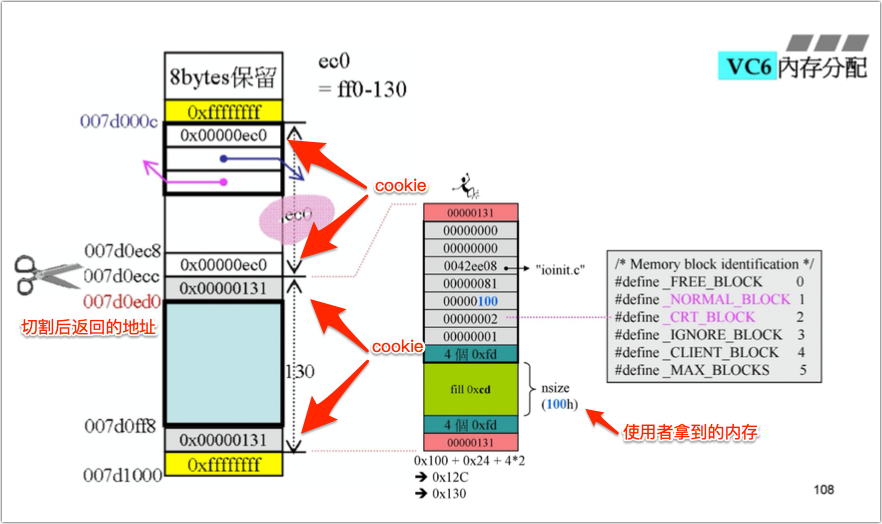 VC6 內存分配
ec0
= ff0-130
8bytes保留
0xffffffff
007d000c
0x00000ec0
cookie
ec0
007d0ec8
0x00000ec0
007d0ecc
0x00000131
007d0ed0
切割后返回的地址
cookie
130
007d0ff8
0x00000131
007d1000
0xffffffff
00000131
00000000
00000000
0042ee08
"ioinit.c"
00000081
00000100
00000002
00000001
4 個 0xfd
fill 0xcd
nsize
(100h)
4 個 0xfd
00000131
0x100 + 0x24 + 4*2
➔ 0x12C
➔ 0x130
使用者拿到的内存
/* Memory block identification */
#define _FREE_BLOCK 0
#define _NORMAL_BLOCK 1
#define _CRT_BLOCK 2
#define _IGNORE_BLOCK 3
#define _CLIENT_BLOCK 4
#define _MAX_BLOCKS 5
108